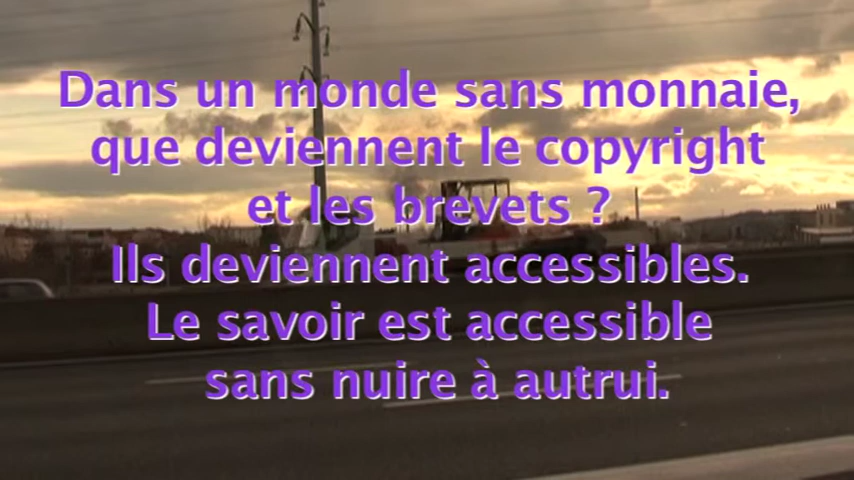 Dans un monde sans monnaie,
que deviennent le copyright
et les brevets ?
Ils deviennent accessibles.
Le savoir est accessible
sans nuire à autrui.